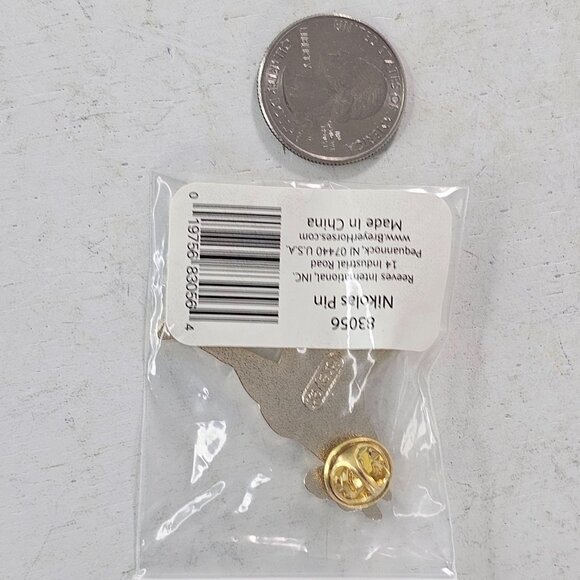 83056
Nikolas Pin
Reeves International, INC.
14 Industrial Road
Pequannock, NJ 07440 U.S.A.
www.BreyerHorses.com
Made In China
0 19756 83056 4